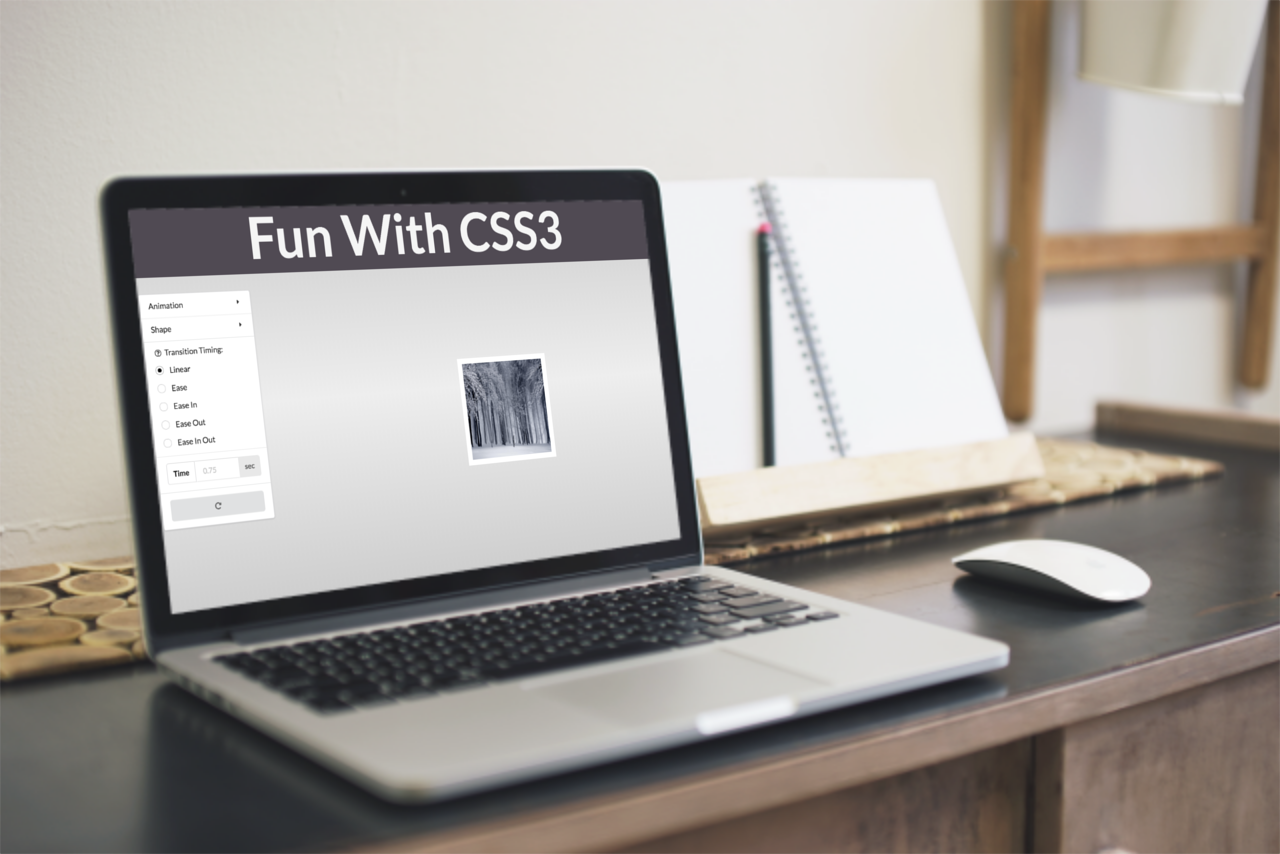 Fun With CSS3
Animation
Shape
Transition Timing:
Linear
Ease
Ease In
Ease Out
Ease In Out
Time 0.75 sec